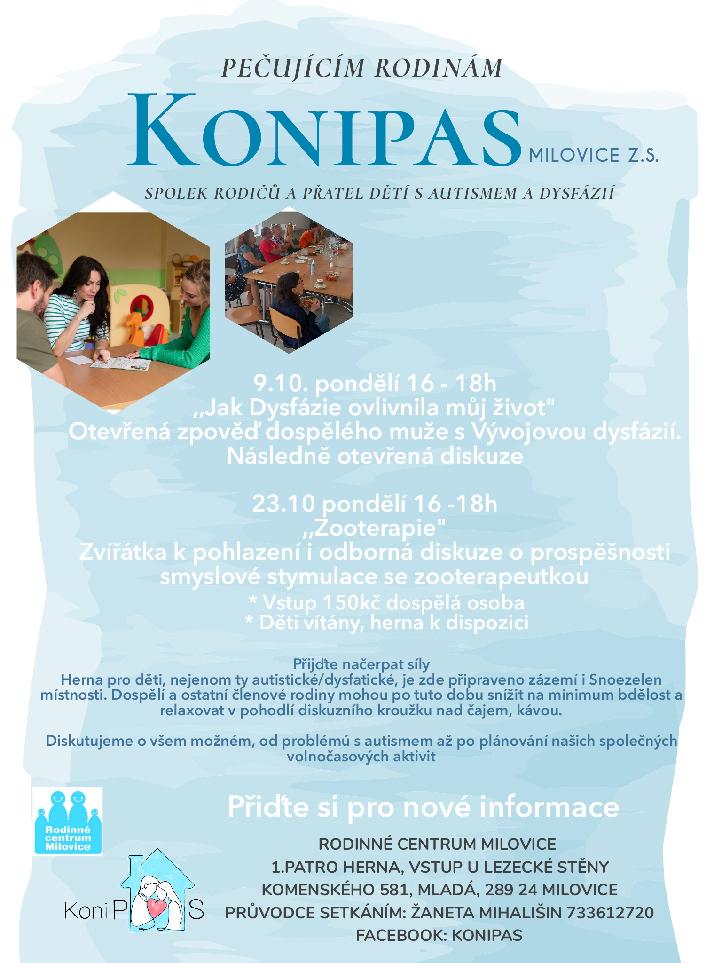 PEČUJÍCÍM RODINÁM
KONIPAS MILOVICE Z.S.
SPOLEK RODIČŮ A PŘATEL DĚTÍ S AUTISMEM A DYSFÁZIÍ
9.10. pondělí 16 - 18h
,,Jak Dysfázie ovlivnila můj život"
Otevřená zpověď dospělého muže s Vývojovou dysfázií.
Následně otevřená diskuze
23.10 pondělí 16 -18h
,,Zooterapie"
Zvířátka k pohlazení i odborná diskuze o prospěšnosti
smyslové stymulace se zooterapeutkou
* Vstup 150kč dospělá osoba
* Děti vítány, herna k dispozici
Přijďte načerpat síly
Herna pro děti, nejenom ty autistické/dysfatické, je zde připraveno zázemí i Snoezelen
místnosti. Dospělí a ostatní členové rodiny mohou po tuto dobu snížit na minimum bdělost a
relaxovat v pohodlí diskuzního kroužku nad čajem, kávou.
Diskutujeme o všem možném, od problémú s autismem až po plánování našich společných
volnočasových aktivit
Přiďte si pro nové informace
Rodinné
centrum
Milovice
RODINNÉ CENTRUM MILOVICE
1.PATRO HERNA, VSTUP U LEZECKÉ STĚNY
KOMENSKÉHO 581, MLADÁ, 289 24 MILOVICE
PRŮVODCE SETKÁNÍM: ŽANETA MIHALIŠIN 733612720
FACEBOOK: KONIPAS
KoniPAS